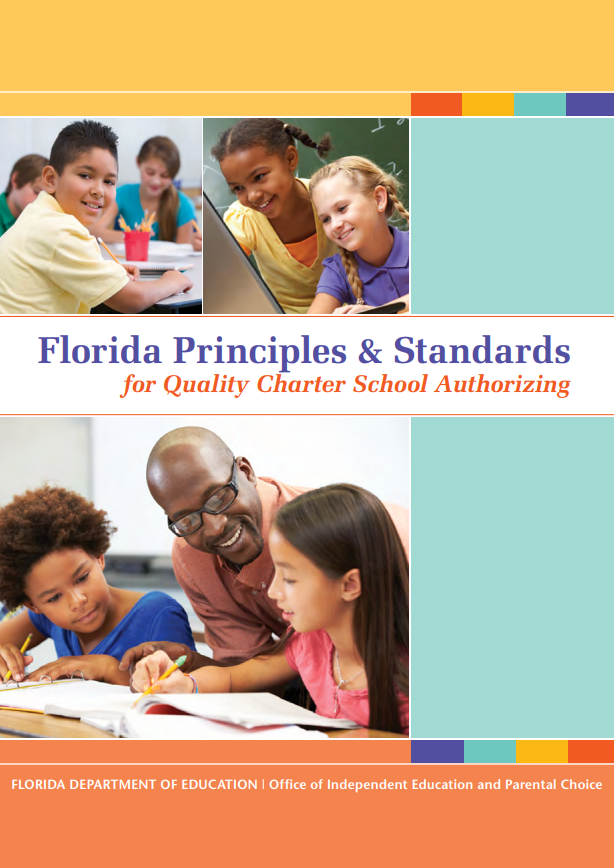 Florida Principles & Standards
for Quality Charter School Authorizing
FLORIDA DEPARTMENT OF EDUCATION | Office of Independent Education and Parental Choice